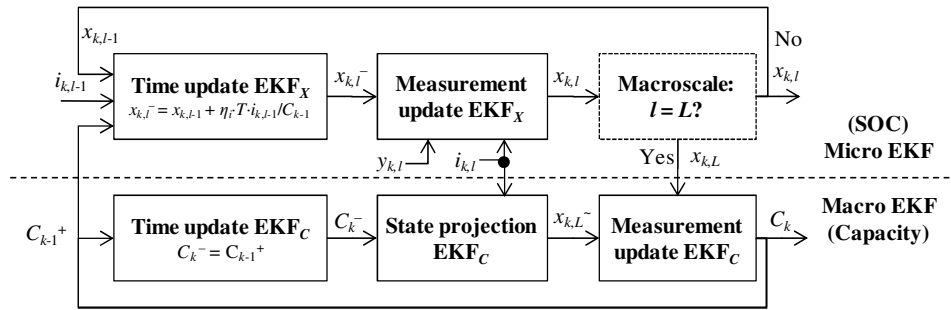 x_{k,l-1}
No
i_{k,l-1}
Time update EKF_X
x_{k,l}^- = x_{k,l-1} + η_i·T·i_{k,l-1}/C_{k-1}
x_{k,l}^-
Measurement
update EKF_X
x_{k,l}
Macroscale:
l = L?
x_{k,l}
y_{k,l}
i_{k,l}
Yes
x_{k,L}
(SOC)
Micro EKF
C_{k-1}^+
Time update EKF_C
C_k^- = C_{k-1}^+
C_k^-
State projection
EKF_C
x_{k,L}^~
Measurement
update EKF_C
C_k
Macro EKF
(Capacity)